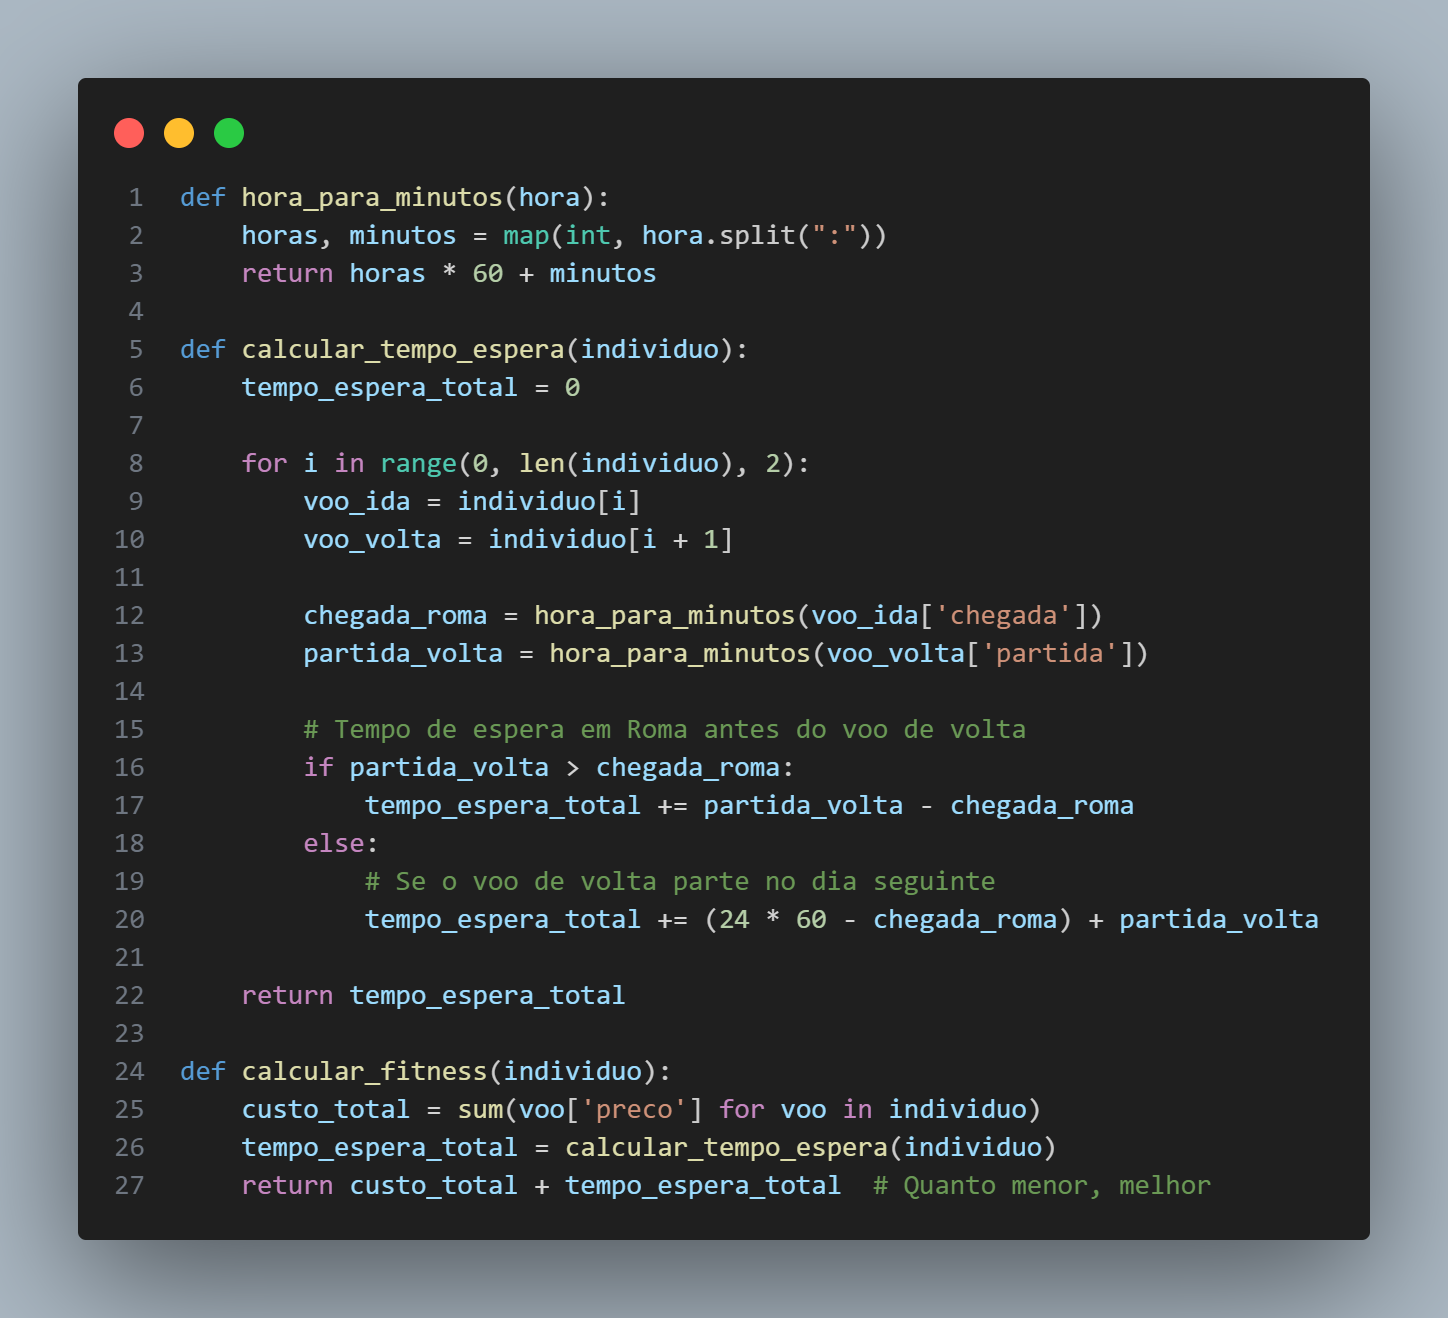 1 def hora_para_minutos(hora):
2     horas, minutos = map(int, hora.split(":"))
3     return horas * 60 + minutos
4
5 def calcular_tempo_espera(individuo):
6     tempo_espera_total = 0
7
8     for i in range(0, len(individuo), 2):
9         voo_ida = individuo[i]
10         voo_volta = individuo[i + 1]
11
12         chegada_roma = hora_para_minutos(voo_ida['chegada'])
13         partida_volta = hora_para_minutos(voo_volta['partida'])
14
15         # Tempo de espera em Roma antes do voo de volta
16         if partida_volta > chegada_roma:
17             tempo_espera_total += partida_volta - chegada_roma
18         else:
19             # Se o voo de volta parte no dia seguinte
20             tempo_espera_total += (24 * 60 - chegada_roma) + partida_volta
21
22     return tempo_espera_total
23
24 def calcular_fitness(individuo):
25     custo_total = sum(voo['preco'] for voo in individuo)
26     tempo_espera_total = calcular_tempo_espera(individuo)
27     return custo_total + tempo_espera_total  # Quanto menor, melhor